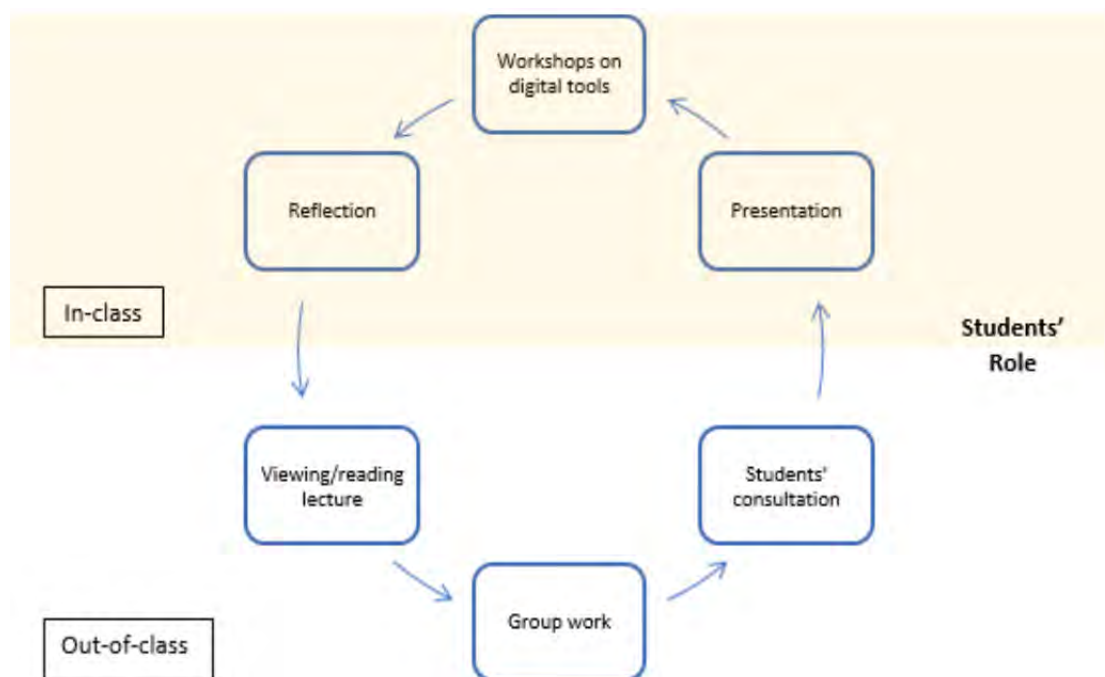 Workshops on
digital tools
Reflection
Presentation
In-class
Students’
Role
Viewing/reading
lecture
Students’
consultation
Group work
Out-of-class